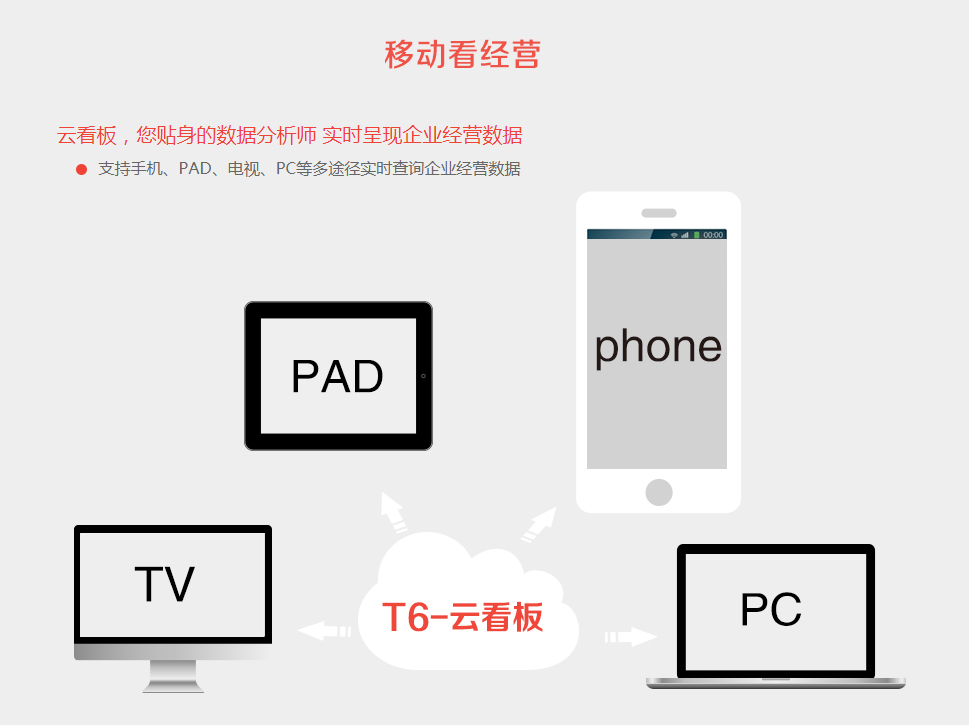 移动看经营
云看板，您贴身的数据分析师 实时呈现企业经营数据
支持手机、PAD、电视、PC等多途径实时查询企业经营数据
00:00
phone
PAD
TV
PC
T6-云看板